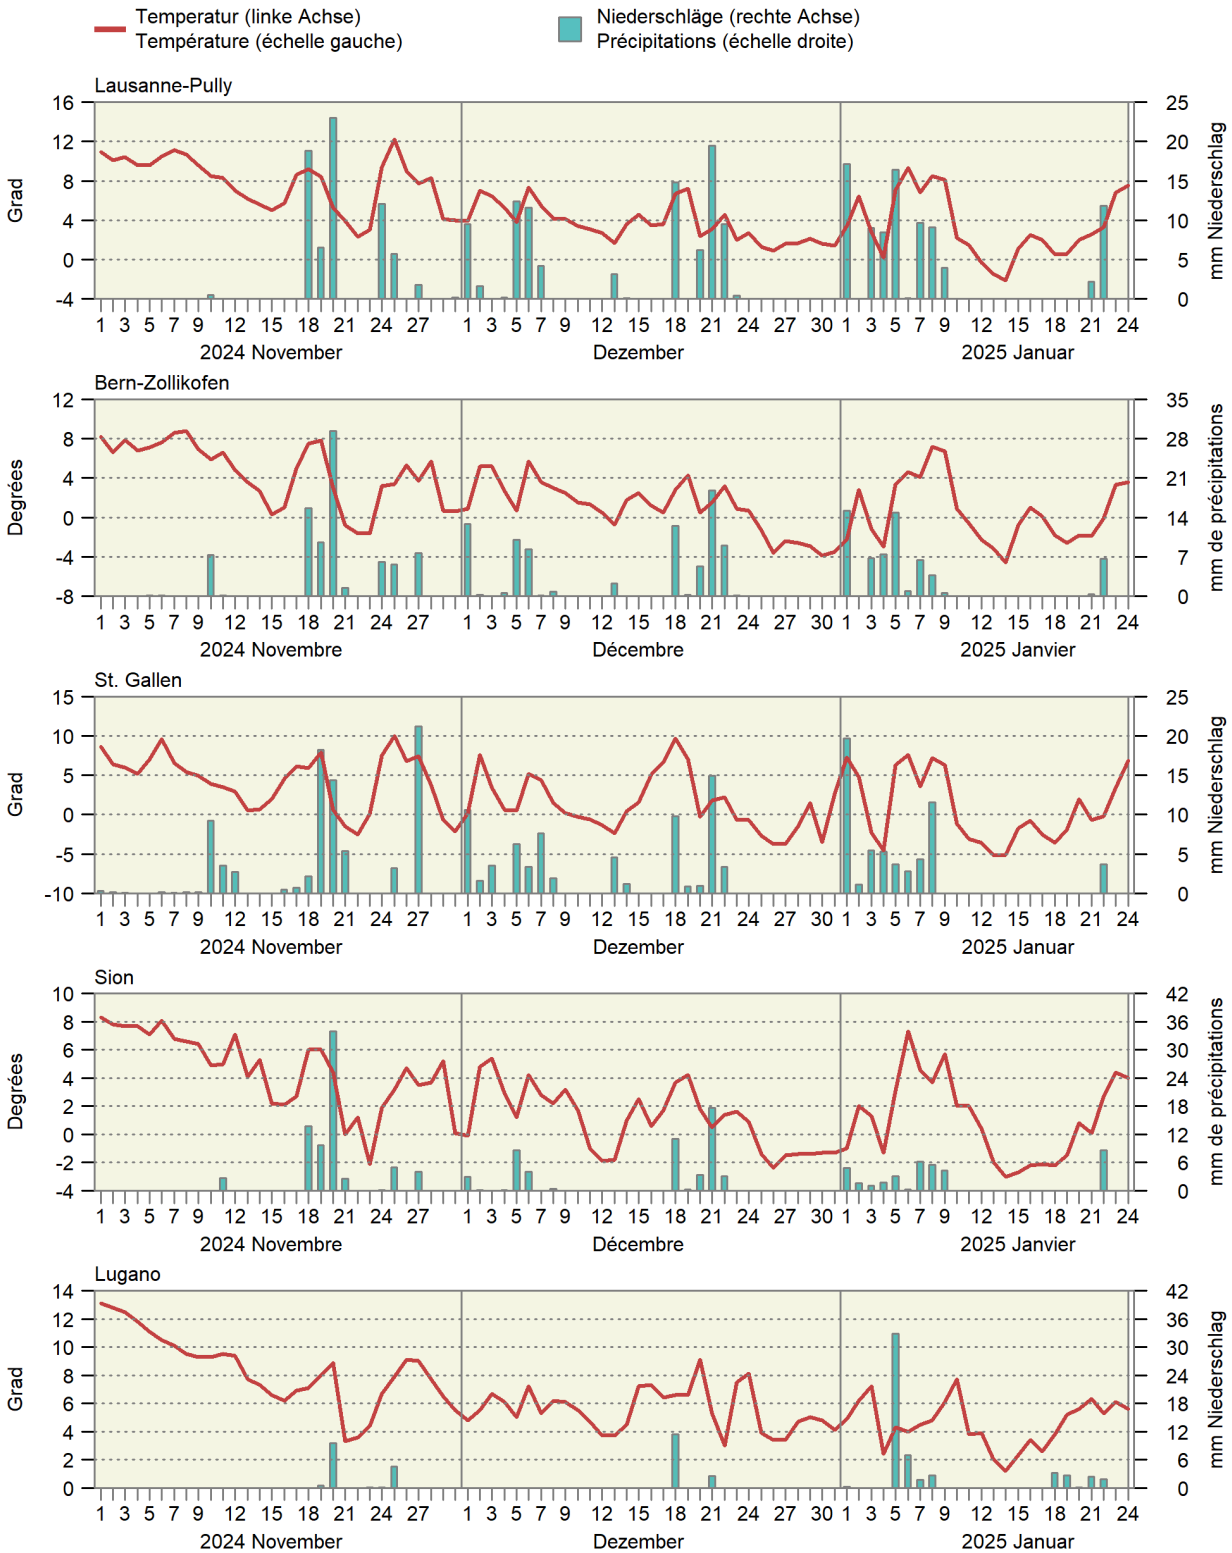 Temperatur (linke Achse)
Température (échelle gauche)
Niederschläge (rechte Achse)
Précipitations (échelle droite)
Lausanne-Pully
16 12 8 4 0 -4
Grad
25 20 15 10 5 0
mm Niederschlag
1 3 5 7 9 12 15 18 21 24 27 1 3 5 7 9 12 15 18 21 24 27 30 1 3 5 7 9 12 15 18 21 24
2024 November Dezember 2025 Januar
Bern-Zollikofen
12 8 4 0 -4 -8
Degrées
35 28 21 14 7 0
mm de précipitations
1 3 5 7 9 12 15 18 21 24 27 1 3 5 7 9 12 15 18 21 24 27 30 1 3 5 7 9 12 15 18 21 24
2024 Novembre Décembre 2025 Janvier
St. Gallen
15 10 5 0 -5 -10
Grad
25 20 15 10 5 0
mm Niederschlag
1 3 5 7 9 12 15 18 21 24 27 1 3 5 7 9 12 15 18 21 24 27 30 1 3 5 7 9 12 15 18 21 24
2024 November Dezember 2025 Januar
Sion
10 8 6 4 2 0 -2 -4
Degrées
42 36 30 24 18 12 6 0
mm de précipitations
1 3 5 7 9 12 15 18 21 24 27 1 3 5 7 9 12 15 18 21 24 27 30 1 3 5 7 9 12 15 18 21 24
2024 Novembre Décembre 2025 Janvier
Lugano
14 12 10 8 6 4 2 0
Grad
42 36 30 24 18 12 6 0
mm Niederschlag
1 3 5 7 9 12 15 18 21 24 27 1 3 5 7 9 12 15 18 21 24 27 30 1 3 5 7 9 12 15 18 21 24
2024 November Dezember 2025 Januar